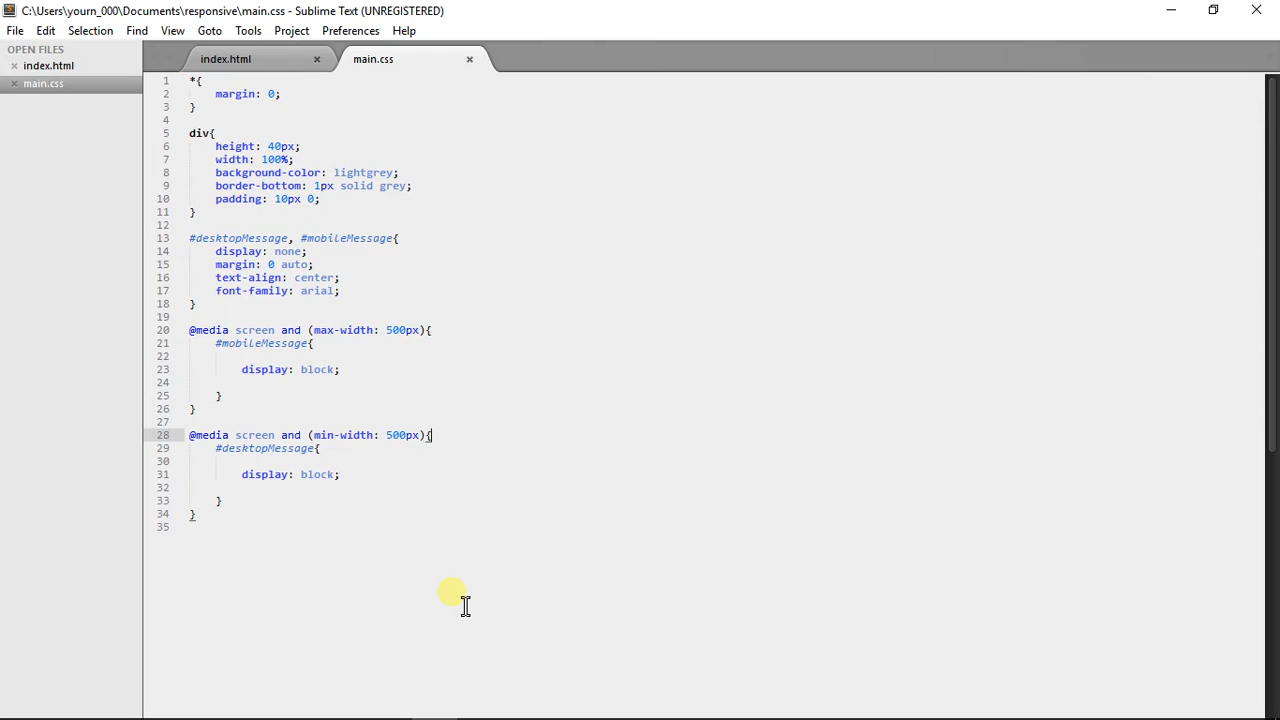 C:\Users\yourn_000\Documents\responsive\main.css - Sublime Text (UNREGISTERED)
File Edit Selection Find View Goto Tools Project Preferences Help
OPEN FILES
index.html
main.css
index.html main.css
1 *{
2 margin: 0;
3 }
4
5 div{
6 height: 40px;
7 width: 100%;
8 background-color: lightgrey;
9 border-bottom: 1px solid grey;
10 padding: 10px 0;
11 }
12
13 #desktopMessage, #mobileMessage{
14 display: none;
15 margin: 0 auto;
16 text-align: center;
17 font-family: arial;
18 }
19
20 @media screen and (max-width: 500px){
21 #mobileMessage{
22
23 display: block;
24
25 }
26 }
27
28 @media screen and (min-width: 500px){
29 #desktopMessage{
30
31 display: block;
32
33 }
34 }
35